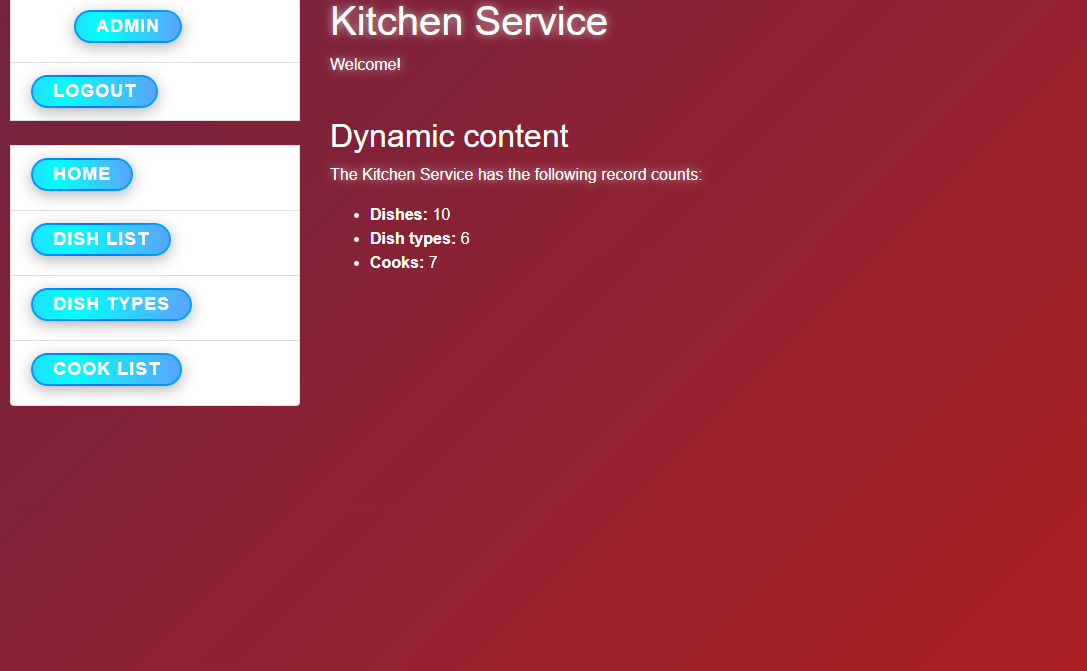 ADMIN
LOGOUT
HOME
DISH LIST
DISH TYPES
COOK LIST
Kitchen Service
Welcome!
Dynamic content
The Kitchen Service has the following record counts:
Dishes: 10
Dish types: 6
Cooks: 7